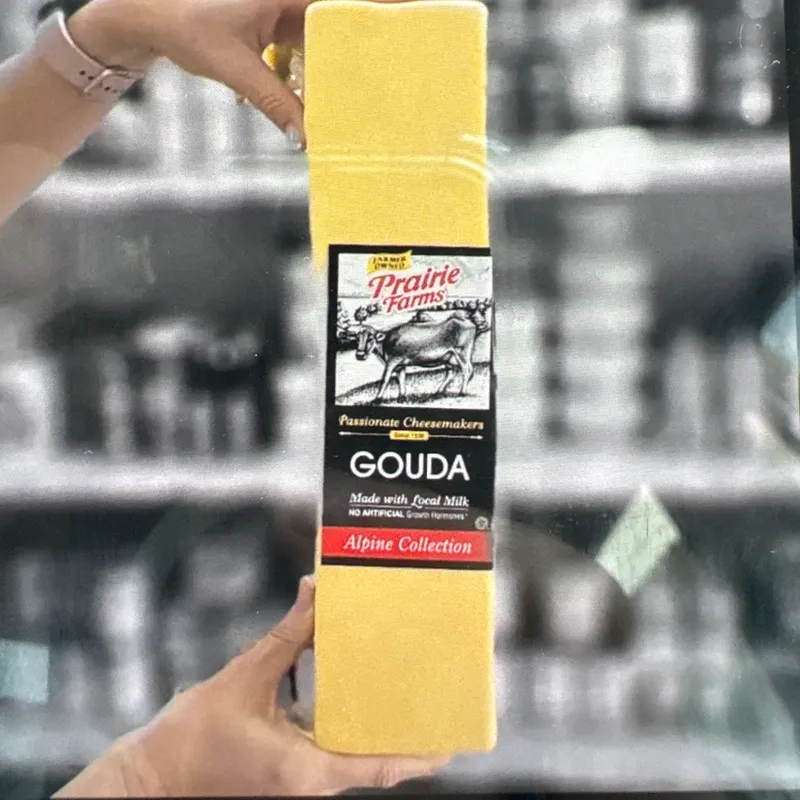 FARMER
OWNED
Prairie
Farms
Passionate Cheesemakers
Since 1938
GOUDA
Made with Local Milk
NO ARTIFICIAL Growth Hormones*
Alpine Collection